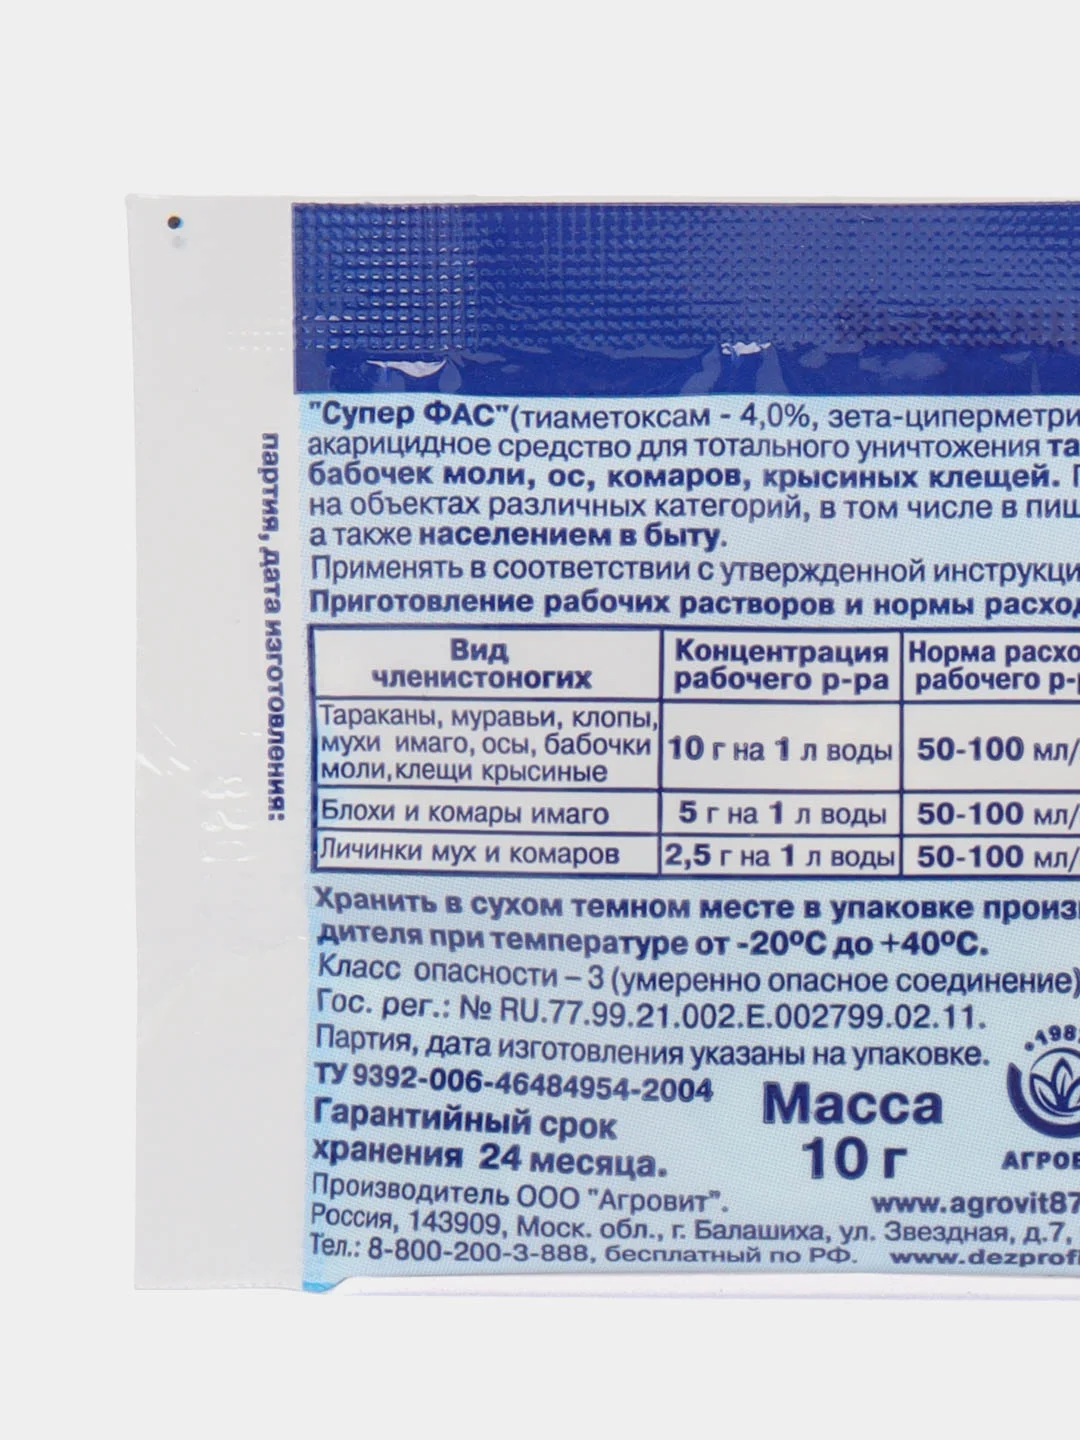 партия, дата изготовления:
"Супер ФАС"(тиаметоксам - 4,0%, зета-циперметри
акарицидное средство для тотального уничтожения та
бабочек моли, ос, комаров, крысиных клещей. П
на объектах различных категорий, в том числе в пищ
а также населением в быту.
Применять в соответствии с утвержденной инструкци
Приготовление рабочих растворов и нормы расход
Вид членистоногих
Концентрация рабочего р-ра
Норма расхо рабочего р-р
Тараканы, муравьи, клопы,
мухи имаго, осы, бабочки
моли,клещи крысиные
10 г на 1 л воды
50-100 мл/
Блохи и комары имаго 5 г на 1 л воды 50-100 мл/
Личинки мух и комаров 2,5 г на 1 л воды 50-100 мл/
Хранить в сухом темном месте в упаковке произ
дителя при температуре от -20ºС до +40ºС.
Класс опасности – 3 (умеренно опасное соединение)
Гос. рег.: № RU.77.99.21.002.Е.002799.02.11.
Партия, дата изготовления указаны на упаковке.
ТУ 9392-006-46484954-2004
Гарантийный срок
хранения 24 месяца.
Масса
10 г
•198
АГРОВ
Производитель ООО "Агровит".
www.agrovit87
Россия, 143909, Моск. обл., г. Балашиха, ул. Звездная, д.7,
Тел.: 8-800-200-3-888, бесплатный по РФ. www.dezprofi